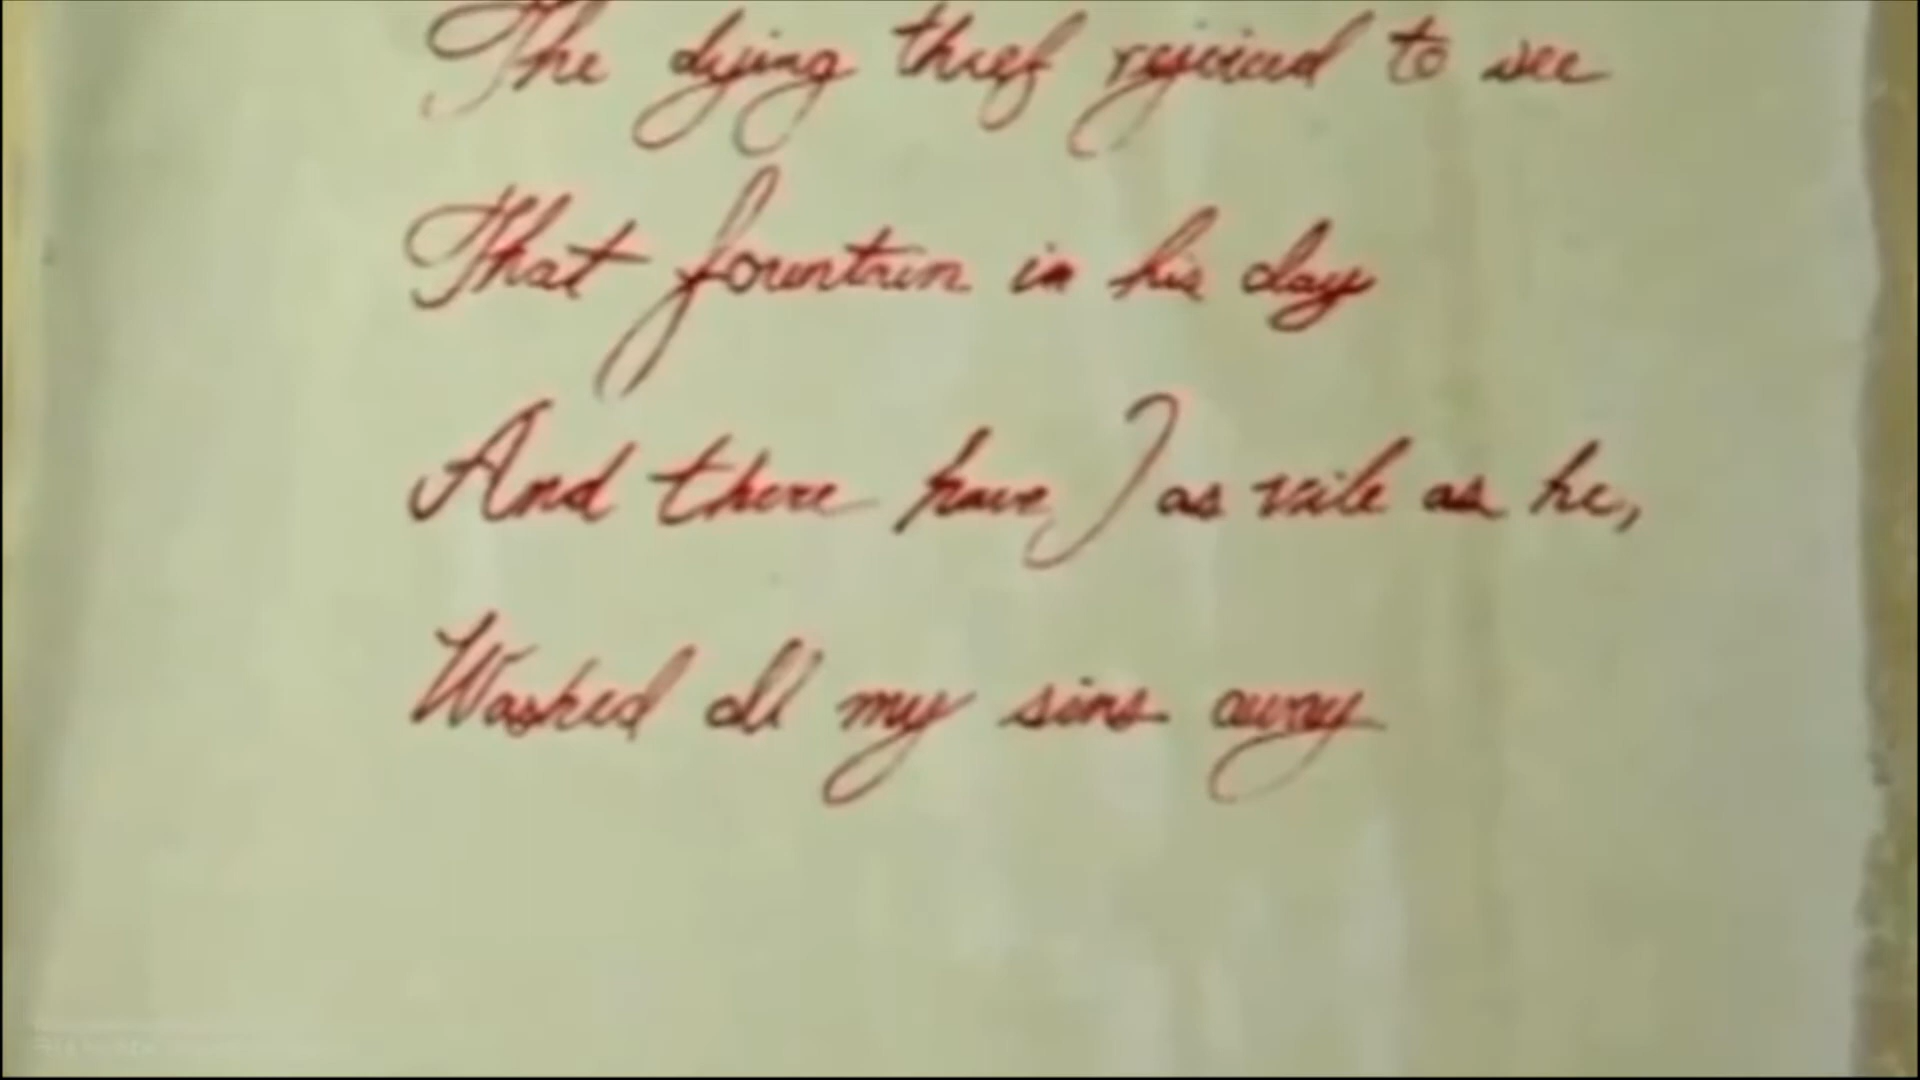 The dying thief rejoiced to see
That fountain in his day
And there have I as vile as he,
Washed all my sins away